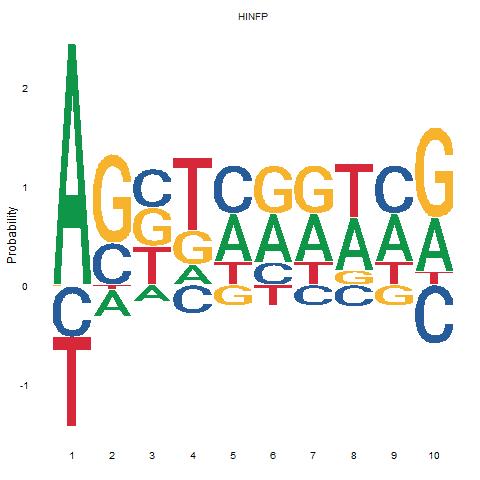 HINFP
Probability
2
1
0
-1
A G C T C G G T C G
C G G A A A A A A
C T T A T C T G T T
A A C G T C C G C
T
1 2 3 4 5 6 7 8 9 10